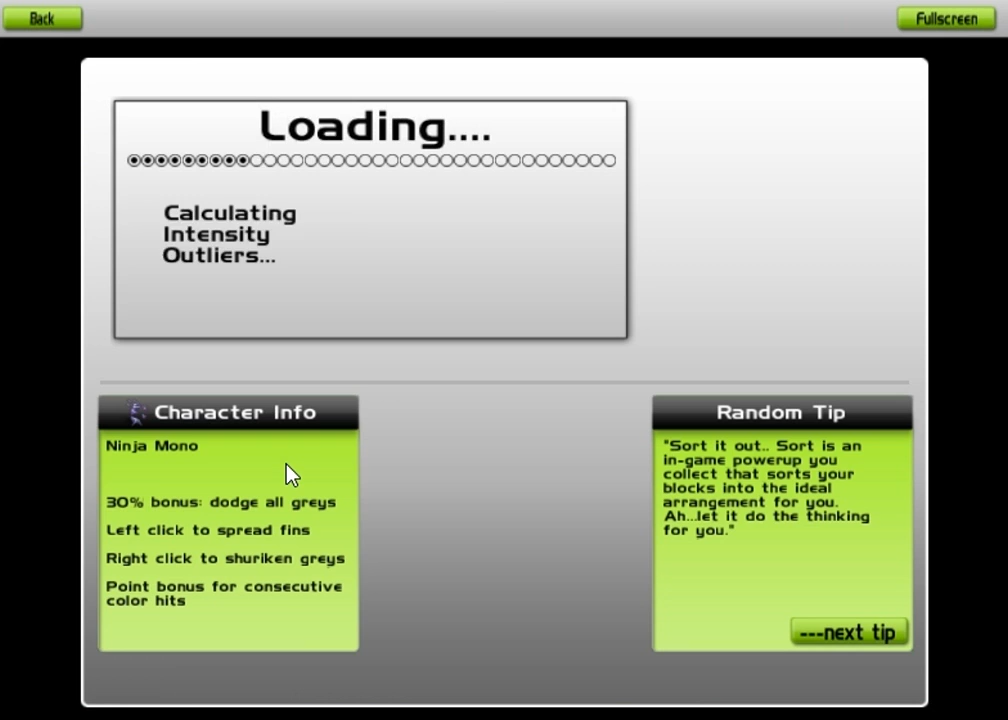 Back
Fullscreen
Loading....
Calculating
Intensity
Outliers...
Character Info
Ninja Mono
30% bonus: dodge all greys
Left click to spread fins
Right click to shuriken greys
Point bonus for consecutive
color hits
Random Tip
"Sort it out.. Sort is an
in-game powerup you
collect that sorts your
blocks into the ideal
arrangement for you.
Ah...let it do the thinking
for you."
---next tip